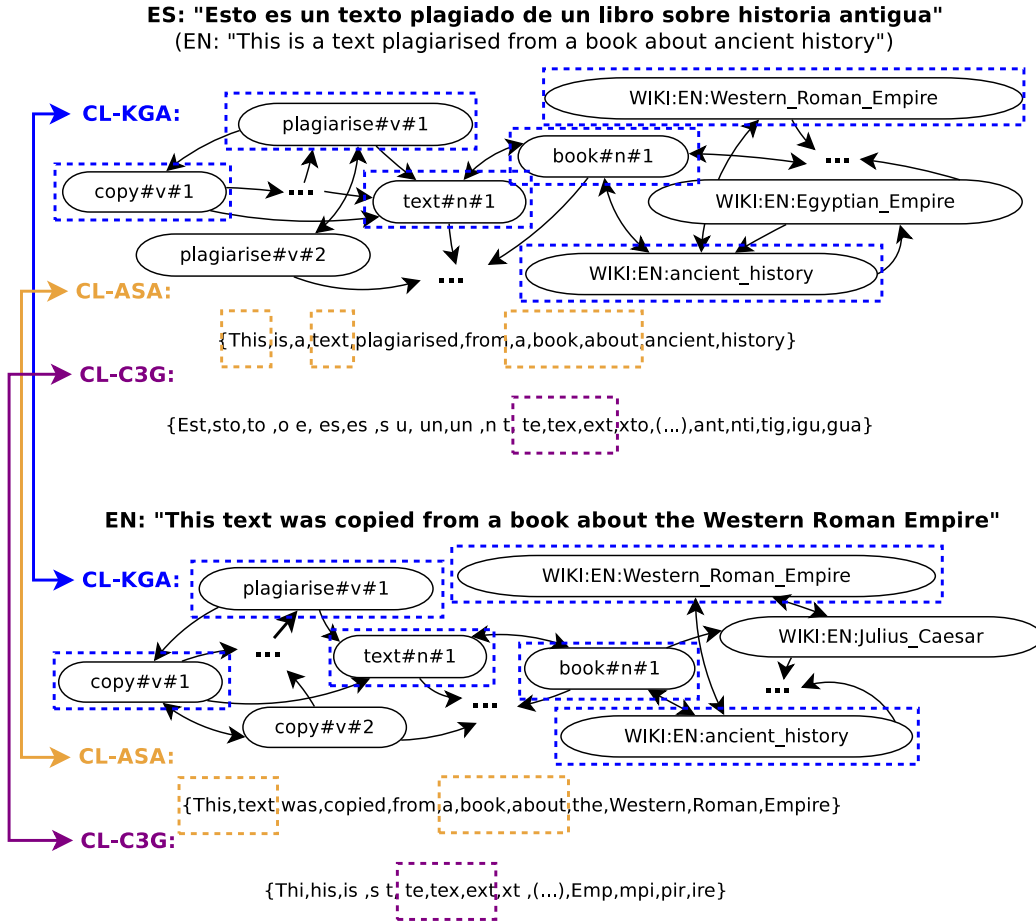 ES: "Esto es un texto plagiado de un libro sobre historia antigua"
(EN: "This is a text plagiarised from a book about ancient history")
CL-KGA:
WIKI:EN:Western_Roman_Empire
plagiarise#v#1
book#n#1
...
copy#v#1
...
text#n#1
WIKI:EN:Egyptian_Empire
plagiarise#v#2
...
WIKI:EN:ancient_history
CL-ASA:
{This,is,a,text,plagiarised,from,a,book,about,ancient,history}
CL-C3G:
{Est,sto,to ,o e, es,es ,s u, un,un ,n t, te,tex,ext,xto,(...),ant,nti,tig,igu,gua}
EN: "This text was copied from a book about the Western Roman Empire"
CL-KGA:
WIKI:EN:Western_Roman_Empire
plagiarise#v#1
WIKI:EN:Julius_Caesar
...
text#n#1
book#n#1
copy#v#1
...
...
copy#v#2
WIKI:EN:ancient_history
CL-ASA:
{This,text,was,copied,from,a,book,about,the,Western,Roman,Empire}
CL-C3G:
{Thi,his,is ,s t, te,tex,ext,xt ,(...),Emp,mpi,pir,ire}